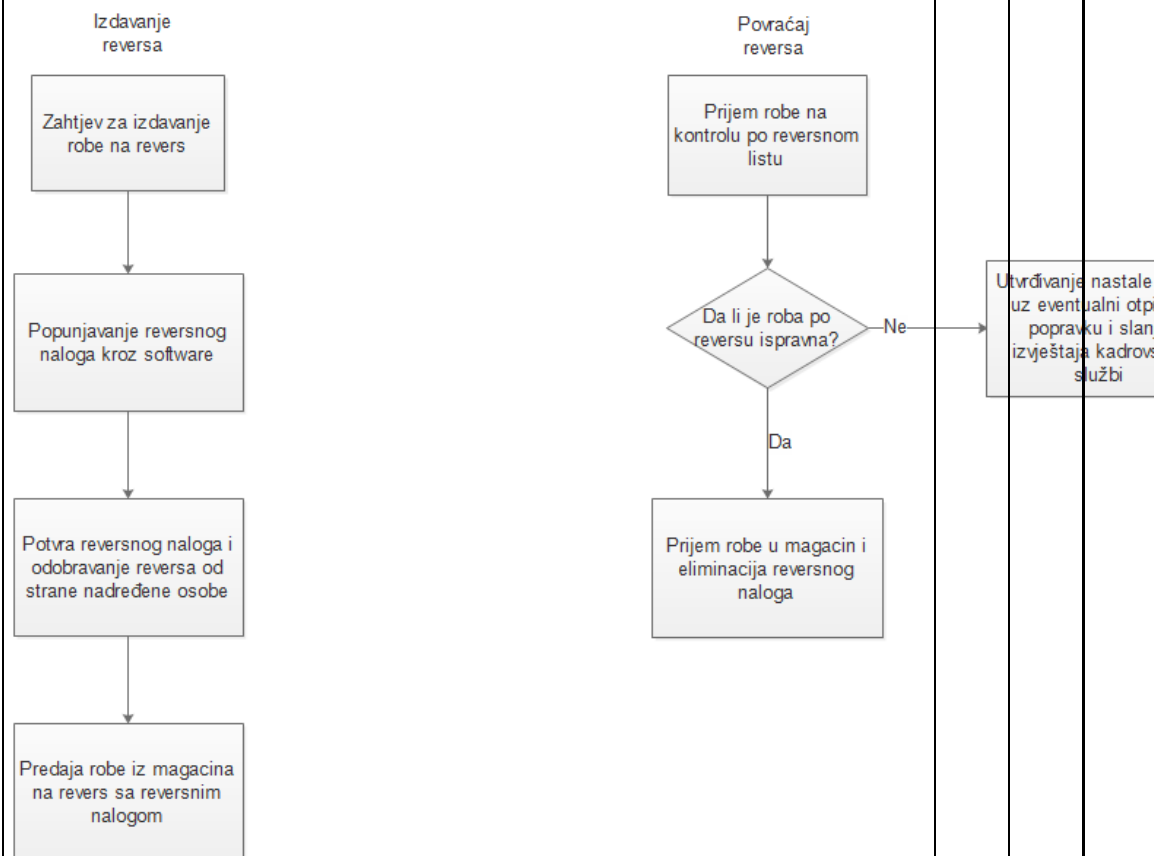 Izdavanje
reversa
Zahtjev za izdavanje
robe na revers
Popunjavanje reversnog
naloga kroz software
Potvra reversnog naloga i
odobravanje reversa od
strane nadređene osobe
Predaja robe iz magacina
na revers sa reversnim
nalogom
Povraćaj
reversa
Prijem robe na
kontrolu po reversnom
listu
Da li je roba po
reversu ispravna?
Ne
Da
Prijem robe u magacin i
eliminacija reversnog
naloga
Utvrđivanje nastale
uz eventualni
popravku i
izvještaja
službi